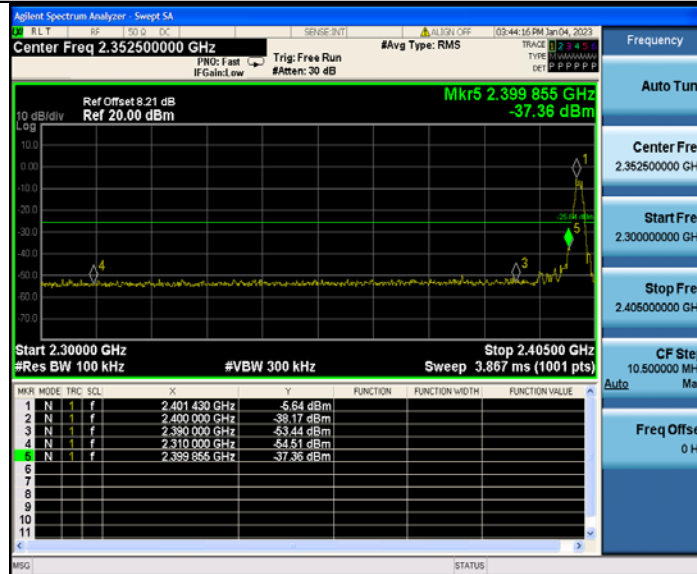 Agilent Spectrum Analyzer - Swept SA
RLT RF 50 Ω DC SENSE:INT ALIGN OFF 03:44:16 PM Jan 04, 2023
Center Freq 2.352500000 GHz
PNO: Fast
IFGain:Low
Trig: Free Run
#Atten: 30 dB
#Avg Type: RMS
TRACE 1 2 3 4 5 6
TYPE
DET P P P P P P
Frequency
Mkr5 2.399 855 GHz
-37.36 dBm
Ref Offset 8.21 dB
10 dB/div Ref 20.00 dBm
Log
10.0
0.00
-10.0
-20.0
-30.0
-40.0
-50.0
-60.0
-70.0
1
5
3
4
Start 2.30000 GHz Stop 2.40500 GHz
#Res BW 100 kHz #VBW 300 kHz Sweep 3.867 ms (1001 pts)
MKR MODE TRC SCL X Y FUNCTION FUNCTION WIDTH FUNCTION VALUE
1 N 1 f 2.401 430 GHz -5.64 dBm
2 N 1 f 2.400 000 GHz -38.17 dBm
3 N 1 f 2.390 000 GHz -53.44 dBm
4 N 1 f 2.310 000 GHz -54.51 dBm
5 N 1 f 2.399 855 GHz -37.36 dBm
6
7
8
9
10
11
MSG STATUS
Auto Tun
Center Fre
2.352500000 GH
Start Fre
2.300000000 GH
Stop Fre
2.405000000 GH
CF Ste
10.500000 MH
Auto Ma
Freq Offse
0 H